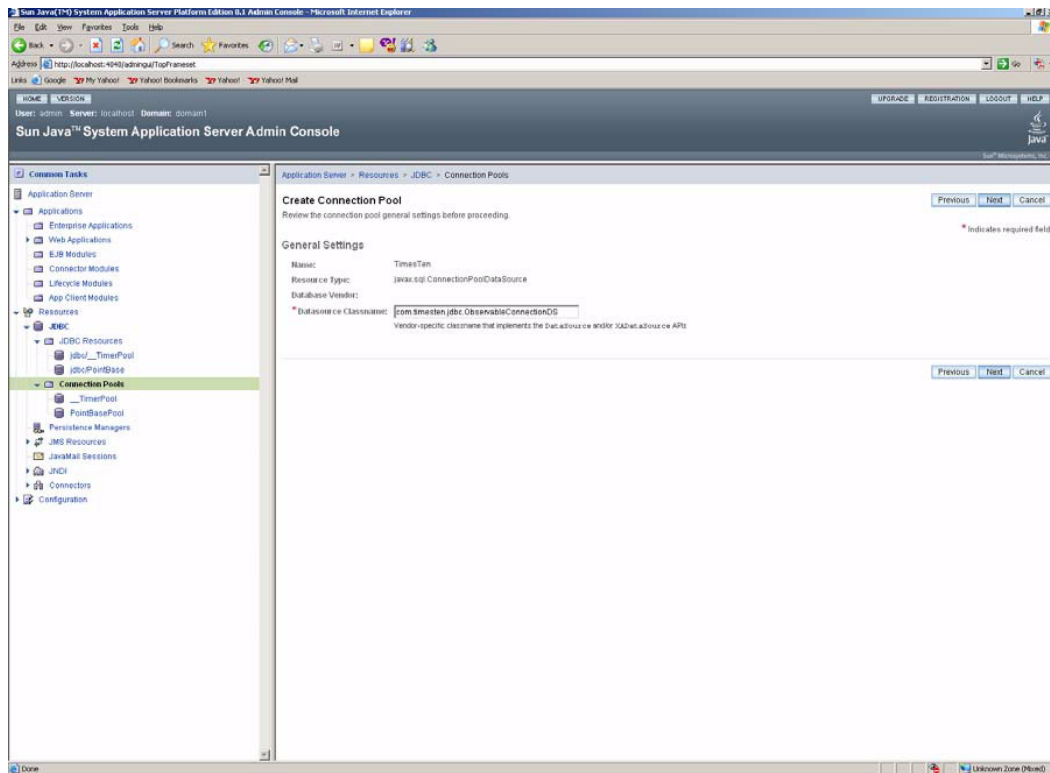 Sun Java(TM) System Application Server Platform Edition 8.1 Admin Console - Microsoft Internet Explorer
File Edit View Favorites Tools Help
Back Search Favorites
Address http://localhost:4848/admingui/TopFrameset Go
Links Google My Yahoo! Yahoo! Bookmarks Yahoo! Yahoo! Mail
HOME VERSION UPGRADE REGISTRATION LOGOUT HELP
User: admin Server: localhost Domain: domain1
Sun Java™ System Application Server Admin Console
Java
Sun™ Microsystems, Inc.
Common Tasks
Application Server
Applications
Enterprise Applications
Web Applications
EJB Modules
Connector Modules
Lifecycle Modules
App Client Modules
Resources
JDBC
JDBC Resources
jdbc/__TimerPool
jdbc/PointBase
Connection Pools
__TimerPool
PointBasePool
Persistence Managers
JMS Resources
JavaMail Sessions
JNDI
Connectors
Configuration
Application Server > Resources > JDBC > Connection Pools
Create Connection Pool
Previous Next Cancel
Review the connection pool general settings before proceeding.
* Indicates required field
General Settings
Name: TimesTen
Resource Type: javax.sql.ConnectionPoolDataSource
Database Vendor:
* Datasource Classname: com.timesten.jdbc.ObservableConnectionDS
Vendor-specific classname that implements the DataSource and/or XADataSource APIs
Previous Next Cancel
Done
Unknown Zone (Mixed)